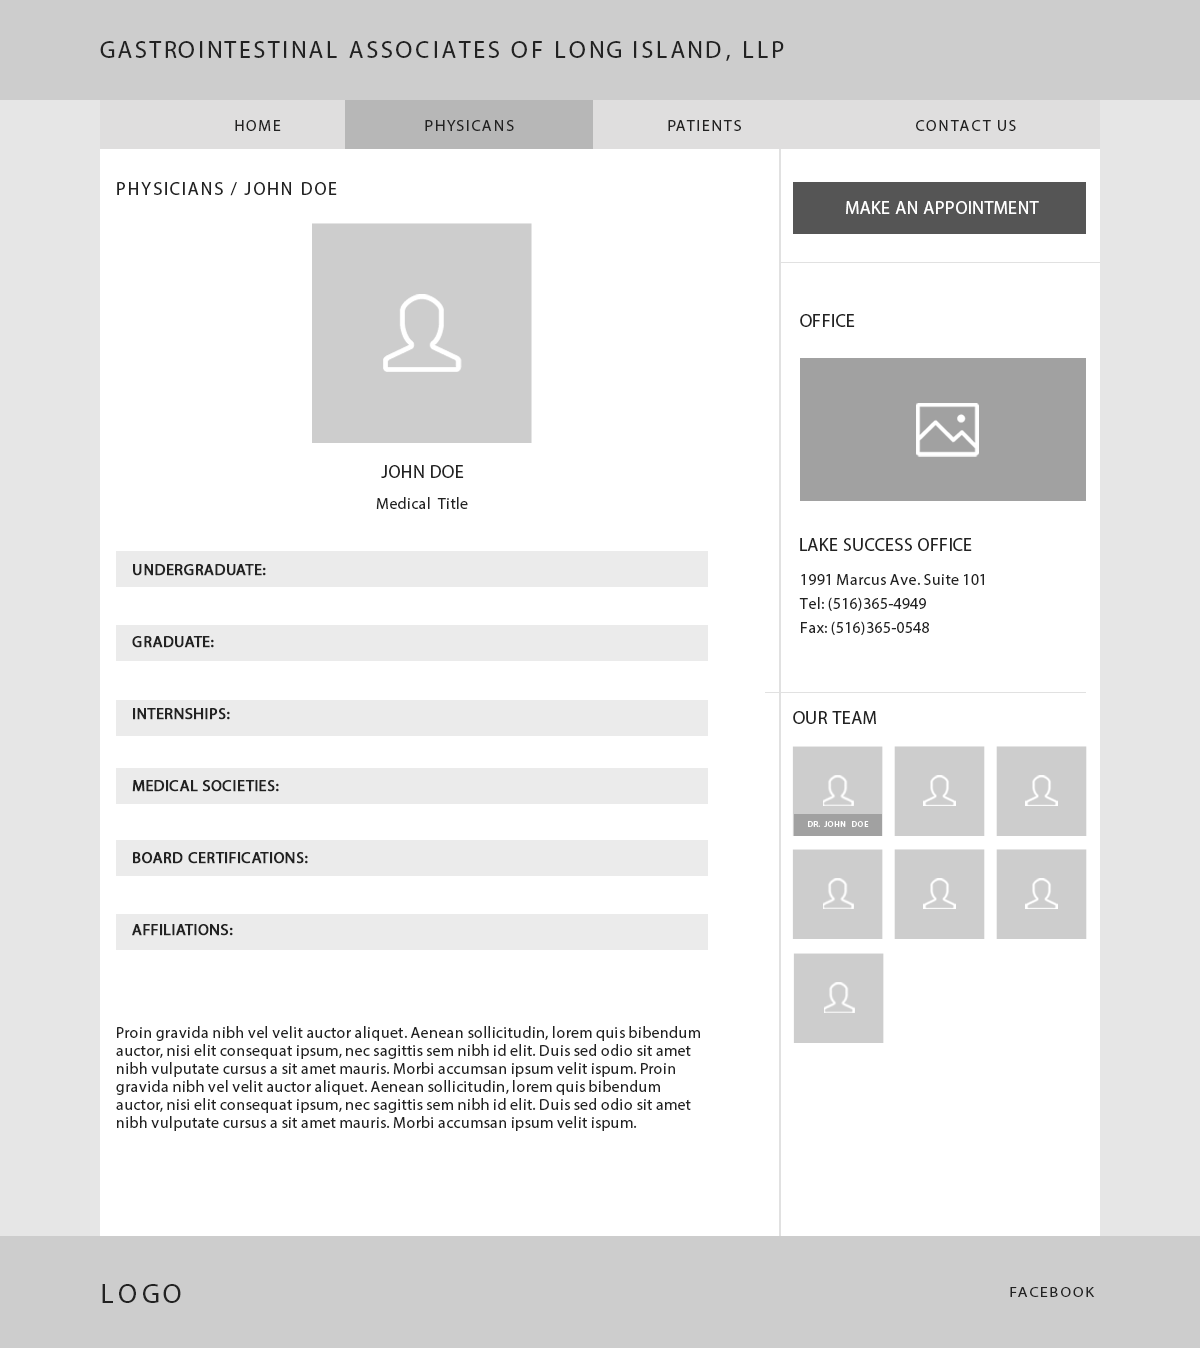 GASTROINTESTINAL ASSOCIATES OF LONG ISLAND, LLP
HOME
PHYSICANS
PATIENTS
CONTACT US
PHYSICIANS / JOHN DOE
JOHN DOE
Medical Title
UNDERGRADUATE:
GRADUATE:
INTERNSHIPS:
MEDICAL SOCIETIES:
BOARD CERTIFICATIONS:
AFFILIATIONS:
Proin gravida nibh vel velit auctor aliquet. Aenean sollicitudin, lorem quis bibendum
auctor, nisi elit consequat ipsum, nec sagittis sem nibh id elit. Duis sed odio sit amet
nibh vulputate cursus a sit amet mauris. Morbi accumsan ipsum velit ispum. Proin
gravida nibh vel velit auctor aliquet. Aenean sollicitudin, lorem quis bibendum
auctor, nisi elit consequat ipsum, nec sagittis sem nibh id elit. Duis sed odio sit amet
nibh vulputate cursus a sit amet mauris. Morbi accumsan ipsum velit ispum.
MAKE AN APPOINTMENT
OFFICE
LAKE SUCCESS OFFICE
1991 Marcus Ave. Suite 101
Tel: (516)365-4949
Fax: (516)365-0548
OUR TEAM
DR. JOHN DOE
LOGO
FACEBOOK